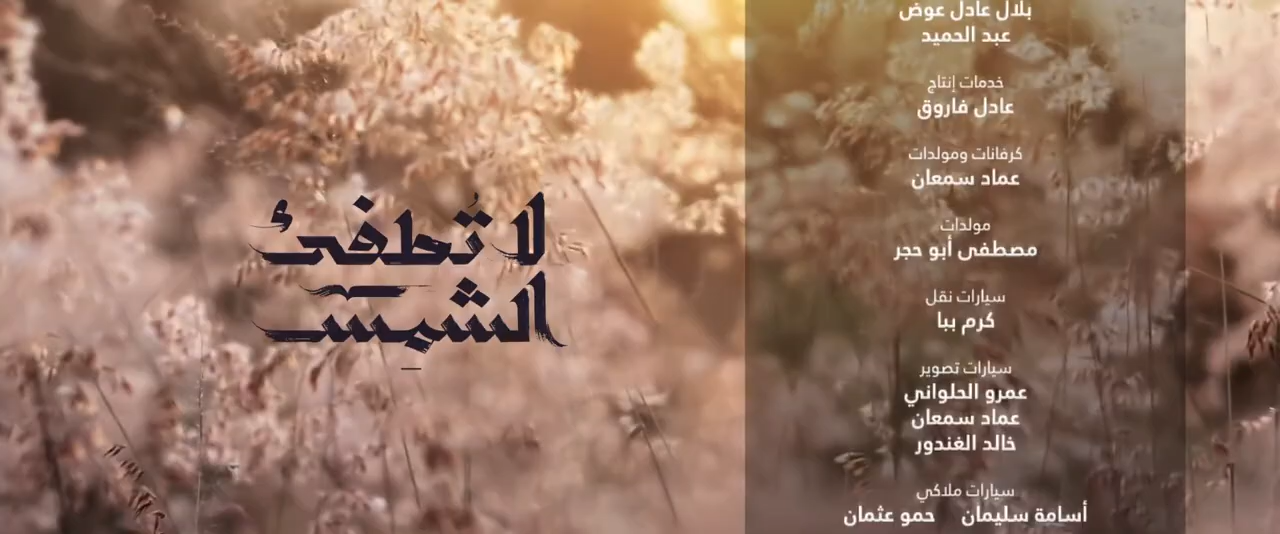 لا تُطفئ
الشمسِ
بلال عادل عوض
عبد الحميد
خدمات إنتاج
عادل فاروق
كرفانات ومولدات
عماد سمعان
مولدات
مصطفى أبو حجر
سيارات نقل
كرم ببا
سيارات تصوير
عمرو الحلواني
عماد سمعان
خالد الغندور
سيارات ملاكي
أسامة سليمان حمو عثمان